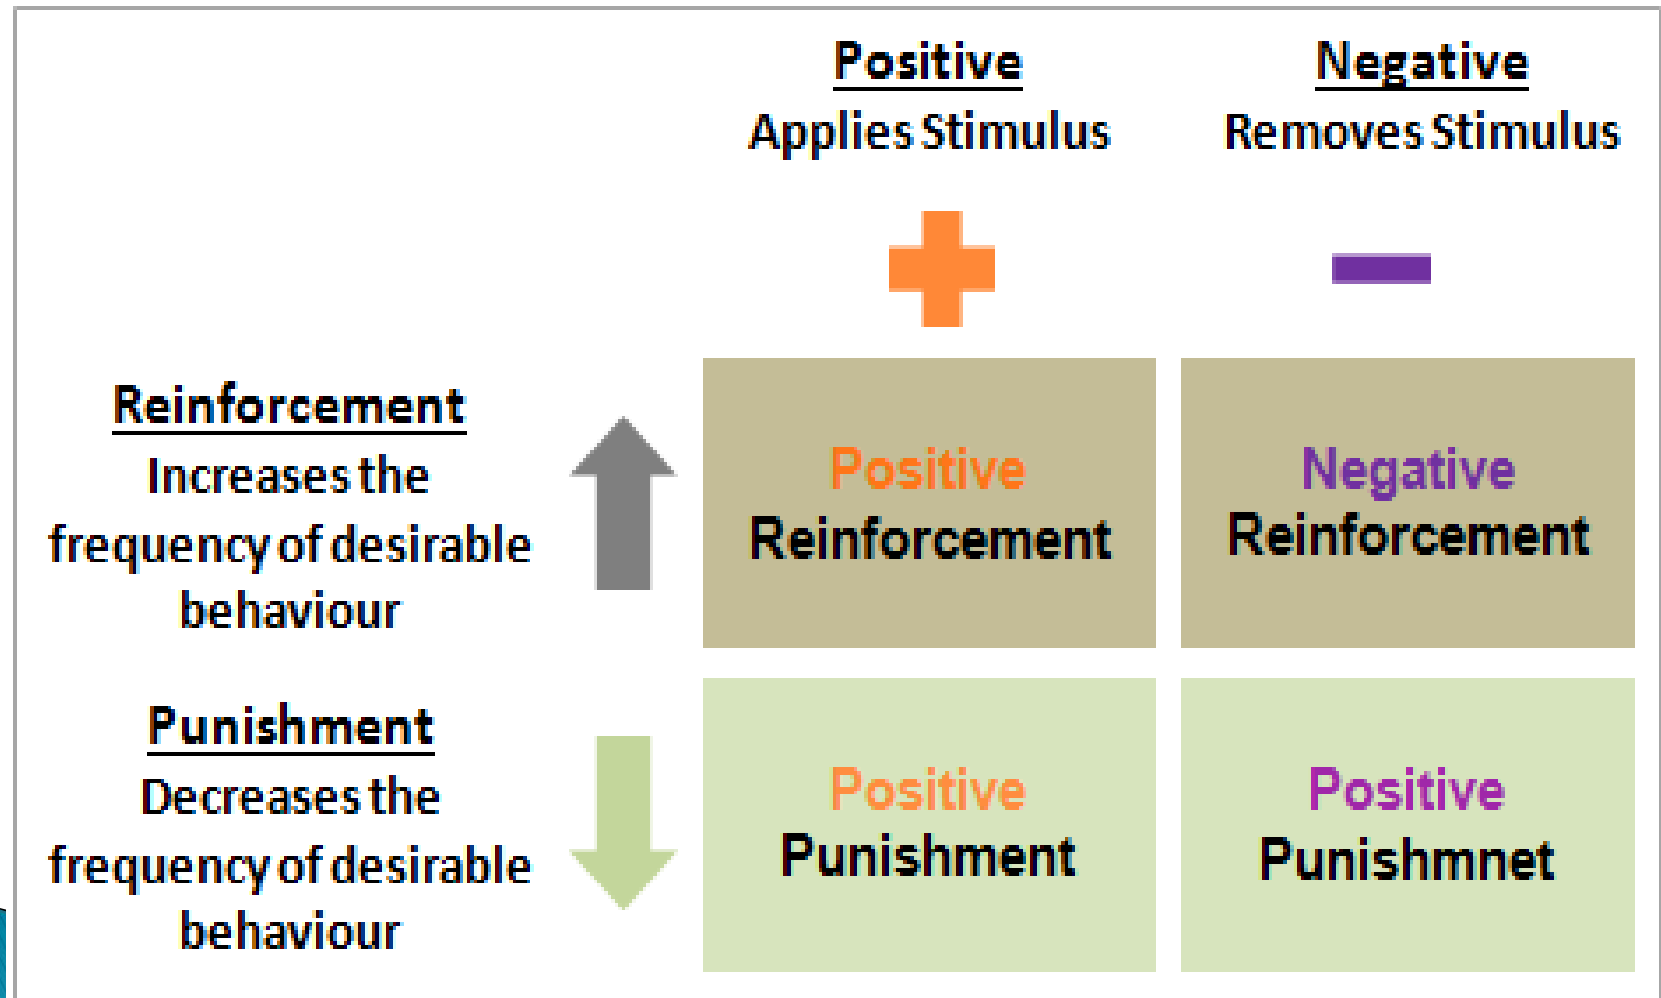 Positive
Applies Stimulus
Negative
Removes Stimulus
Reinforcement
Increases the
frequency of desirable
behaviour
Positive
Reinforcement
Negative
Reinforcement
Punishment
Decreases the
frequency of desirable
behaviour
Positive
Punishment
Positive
Punishmnet